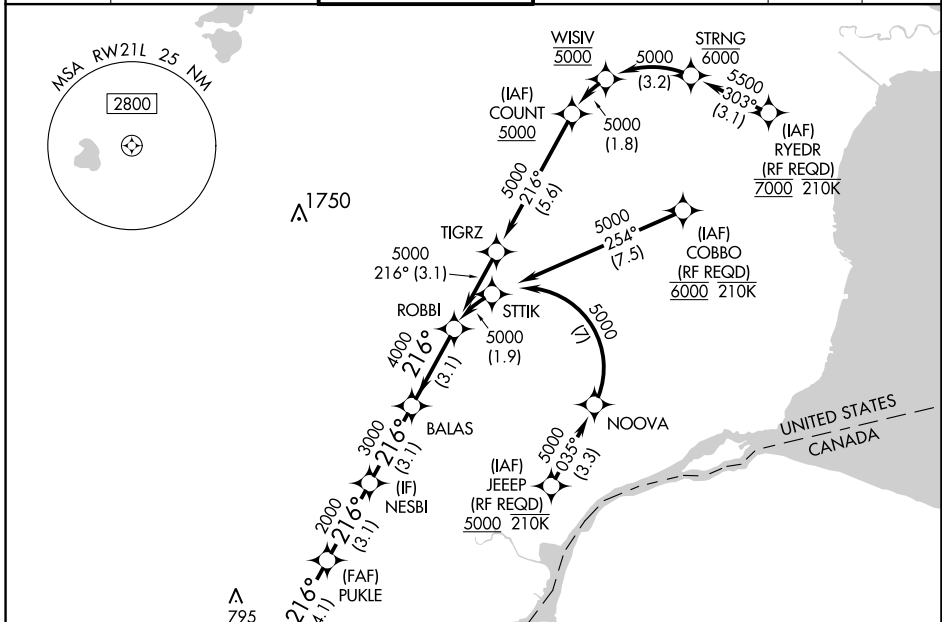 MSA RW21L 25 NM
2800
WISIV
5000
STRNG
6000
5000
(3.2)
5500
303°
(3.1)
(IAF)
COUNT
5000
5000
(1.8)
(IAF)
RYEDR
(RF REQD)
7000 210K
1750
5000
216°
(5.6)
5000
254°
(7.5)
(IAF)
COBBO
(RF REQD)
6000 210K
TIGRZ
5000
216° (3.1)
STTIK
ROBBI
5000
(1.9)
5000
(7)
4000
216°
(3.1)
BALAS
NOOVA
UNITED STATES
CANADA
3000
216°
(3.1)
5000
035°
(3.3)
(IAF)
JEEEP
(RF REQD)
5000 210K
(IF)
NESBI
2000
216°
(3.1)
(FAF)
PUKLE
216°
795